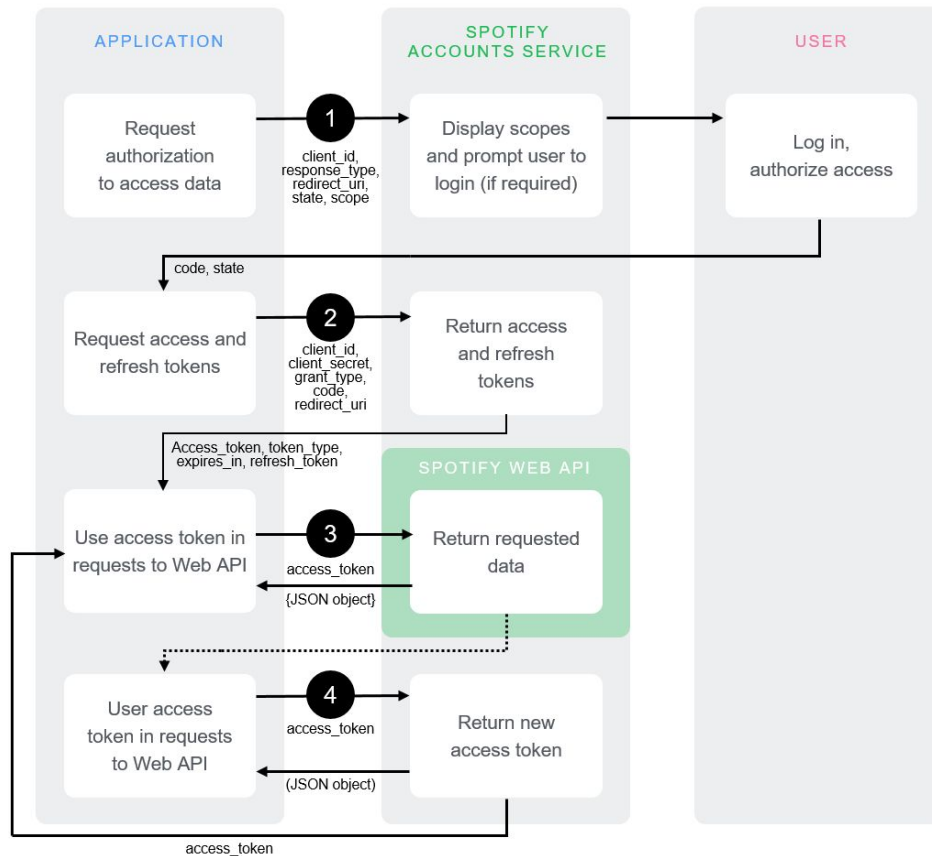 APPLICATION
SPOTIFY
ACCOUNTS SERVICE
USER
Request
authorization
to access data
1
client_id,
response_type,
redirect_uri,
state, scope
Display scopes
and prompt user to
login (if required)
Log in,
authorize access
code, state
Request access and
refresh tokens
2
client_id,
client_secret,
grant_type,
code,
redirect_uri
Return access
and refresh
tokens
Access_token, token_type,
expires_in, refresh_token
SPOTIFY WEB API
Use access token in
requests to Web API
3
access_token
{JSON object}
Return requested
data
User access
token in requests
to Web API
4
access_token
(JSON object)
Return new
access token
access_token